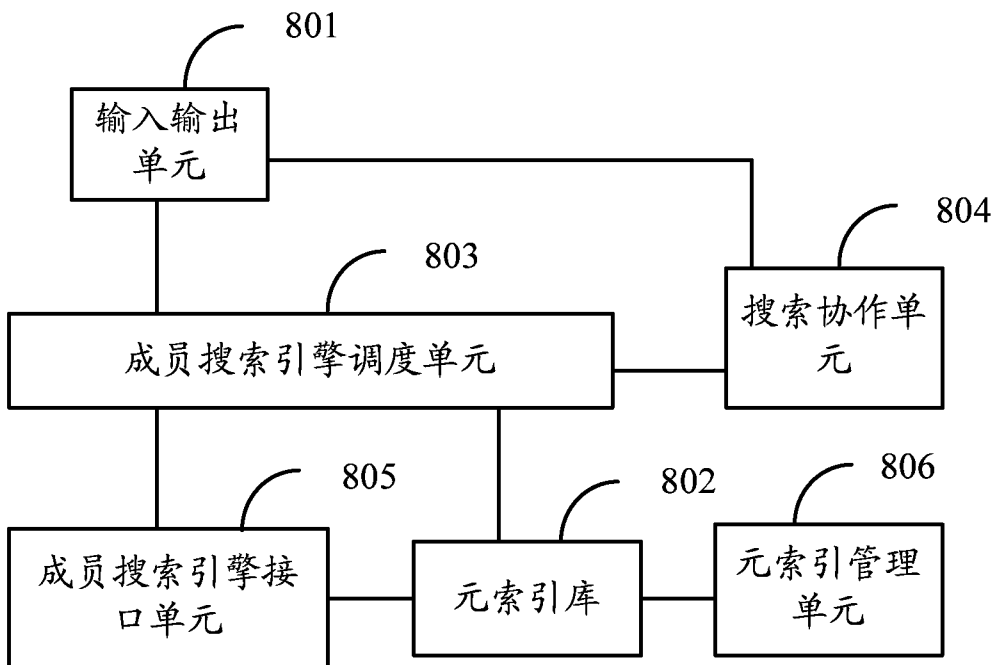 801
输入输出
单元
804
803
搜索协作单
元
成员搜索引擎调度单元
805
802
806
成员搜索引擎接
口单元
元索引库
元索引管理
单元